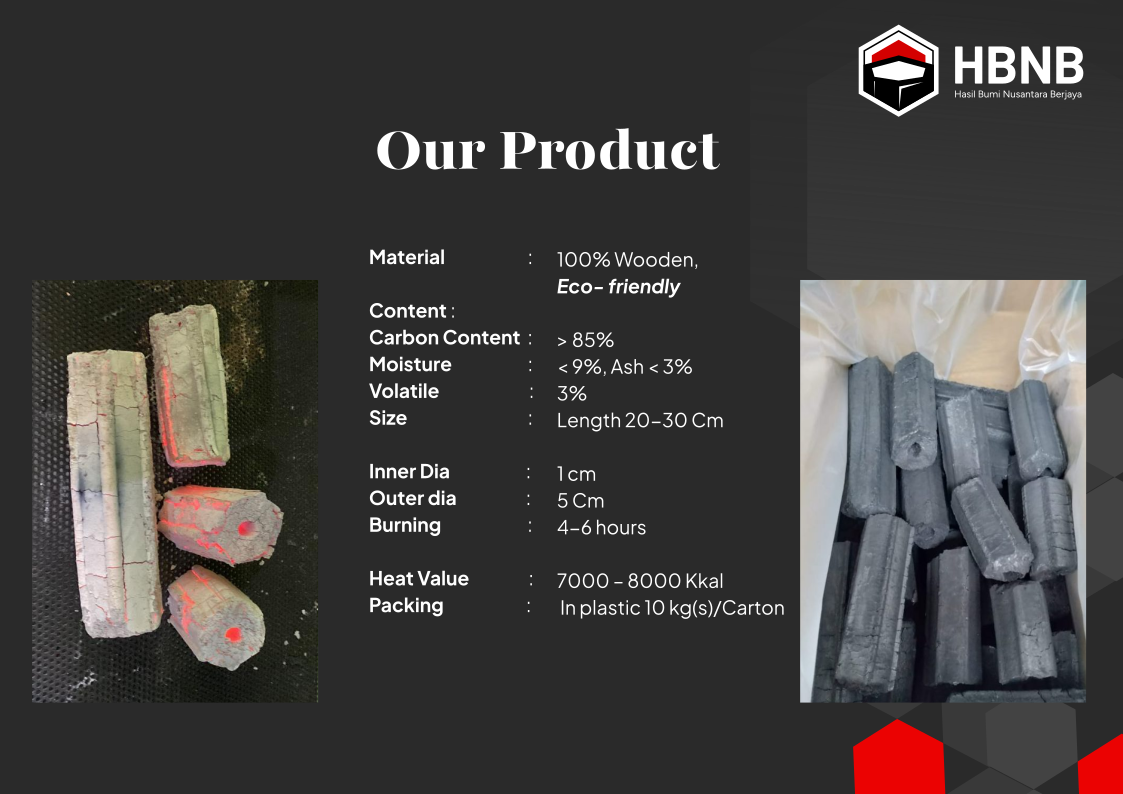 HBNB
Hasil Bumi Nusantara Berjaya
Our Product
Material : 100% Wooden,
Eco- friendly
Content :
Carbon Content : > 85%
Moisture : < 9%, Ash < 3%
Volatile : 3%
Size : Length 20-30 Cm
Inner Dia : 1 cm
Outer dia : 5 Cm
Burning : 4-6 hours
Heat Value : 7000 - 8000 Kkal
Packing : In plastic 10 kg(s)/Carton